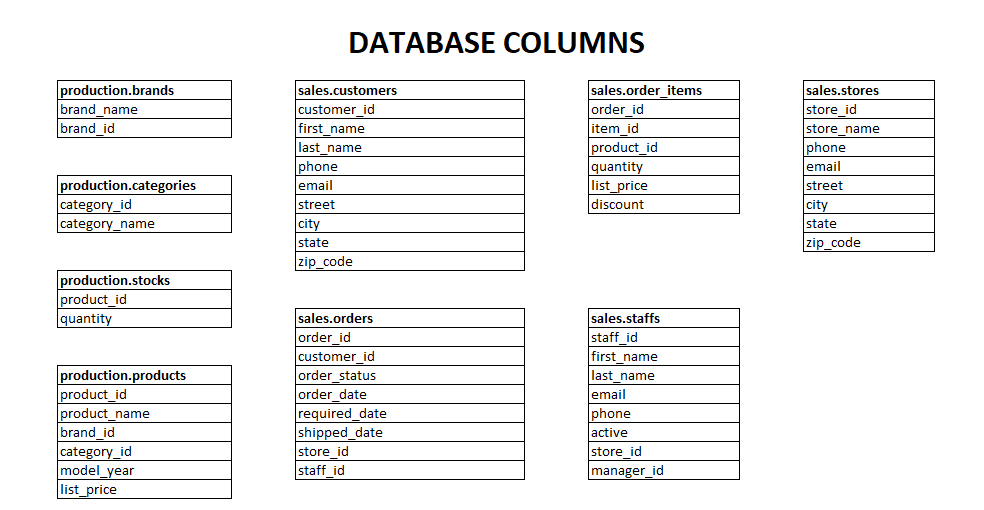 DATABASE COLUMNS
production.brands
brand_name
brand_id
production.categories
category_id
category_name
production.stocks
product_id
quantity
production.products
product_id
product_name
brand_id
category_id
model_year
list_price
sales.customers
customer_id
first_name
last_name
phone
email
street
city
state
zip_code
sales.orders
order_id
customer_id
order_status
order_date
required_date
shipped_date
store_id
staff_id
sales.order_items
order_id
item_id
product_id
quantity
list_price
discount
sales.staffs
staff_id
first_name
last_name
email
phone
active
store_id
manager_id
sales.stores
store_id
store_name
phone
email
street
city
state
zip_code